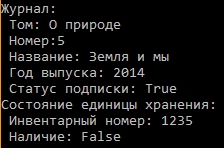 Журнал:
Том: О природе
Номер:5
Название: Земля и мы
Год выпуска: 2014
Статус подписки: True
Состояние единицы хранения:
Инвентарный номер: 1235
Наличие: False